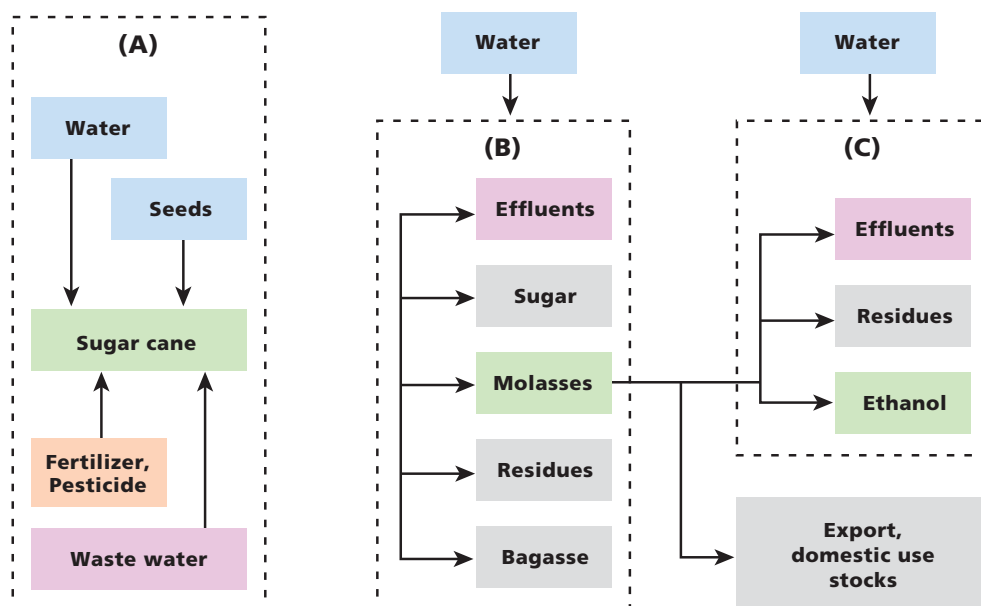 (A)
Water
Seeds
Sugar cane
Fertilizer,
Pesticide
Waste water
Water
(B)
Effluents
Sugar
Molasses
Residues
Bagasse
Water
(C)
Effluents
Residues
Ethanol
Export,
domestic use
stocks